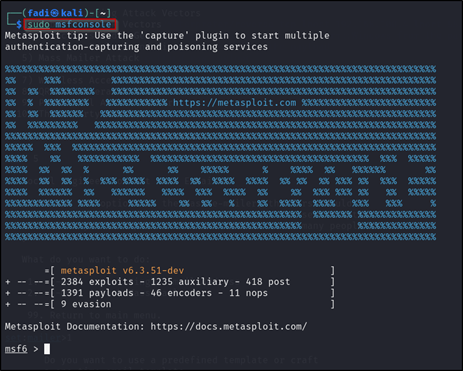 (fadi㉿kali)-[~]
$ sudo msfconsole
Metasploit tip: Use the 'capture' plugin to start multiple
authentication-capturing and poisoning services
https://metasploit.com
=[ metasploit v6.3.51-dev ]
+ -- --=[ 2384 exploits - 1235 auxiliary - 418 post ]
+ -- --=[ 1391 payloads - 46 encoders - 11 nops ]
+ -- --=[ 9 evasion ]
Metasploit Documentation: https://docs.metasploit.com/
msf6 >